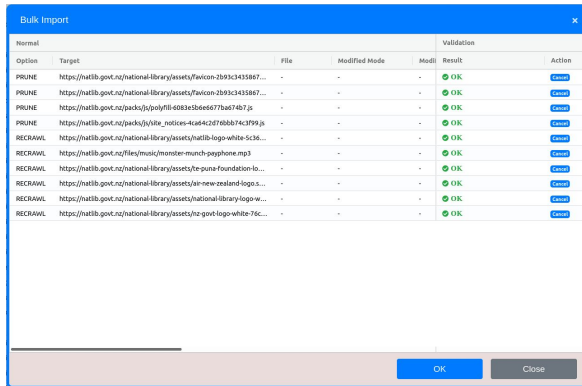 Bulk Import ×
Normal Validation
Option Target File Modified Mode Modifi Result Action
PRUNE https://natlib.govt.nz/national-library/assets/favicon-2b93c3435867... - - - OK Cancel
PRUNE https://natlib.govt.nz/national-library/assets/favicon-2b93c3435867... - - - OK Cancel
PRUNE https://natlib.govt.nz/packs/js/polyfill-6083e5b6e6677ba674b7.js - - - OK Cancel
PRUNE https://natlib.govt.nz/packs/js/site_notices-4ca64c2d76bbb74c3f99.js - - - OK Cancel
RECRAWL https://natlib.govt.nz/national-library/assets/natlib-logo-white-5c36... - - - OK Cancel
RECRAWL https://natlib.govt.nz/files/music/monster-munch-payphone.mp3 - - - OK Cancel
RECRAWL https://natlib.govt.nz/national-library/assets/te-puna-foundation-lo... - - - OK Cancel
RECRAWL https://natlib.govt.nz/national-library/assets/air-new-zealand-logo.s... - - - OK Cancel
RECRAWL https://natlib.govt.nz/national-library/assets/national-library-logo-w... - - - OK Cancel
RECRAWL https://natlib.govt.nz/national-library/assets/nz-govt-logo-white-76c... - - - OK Cancel
OK Close